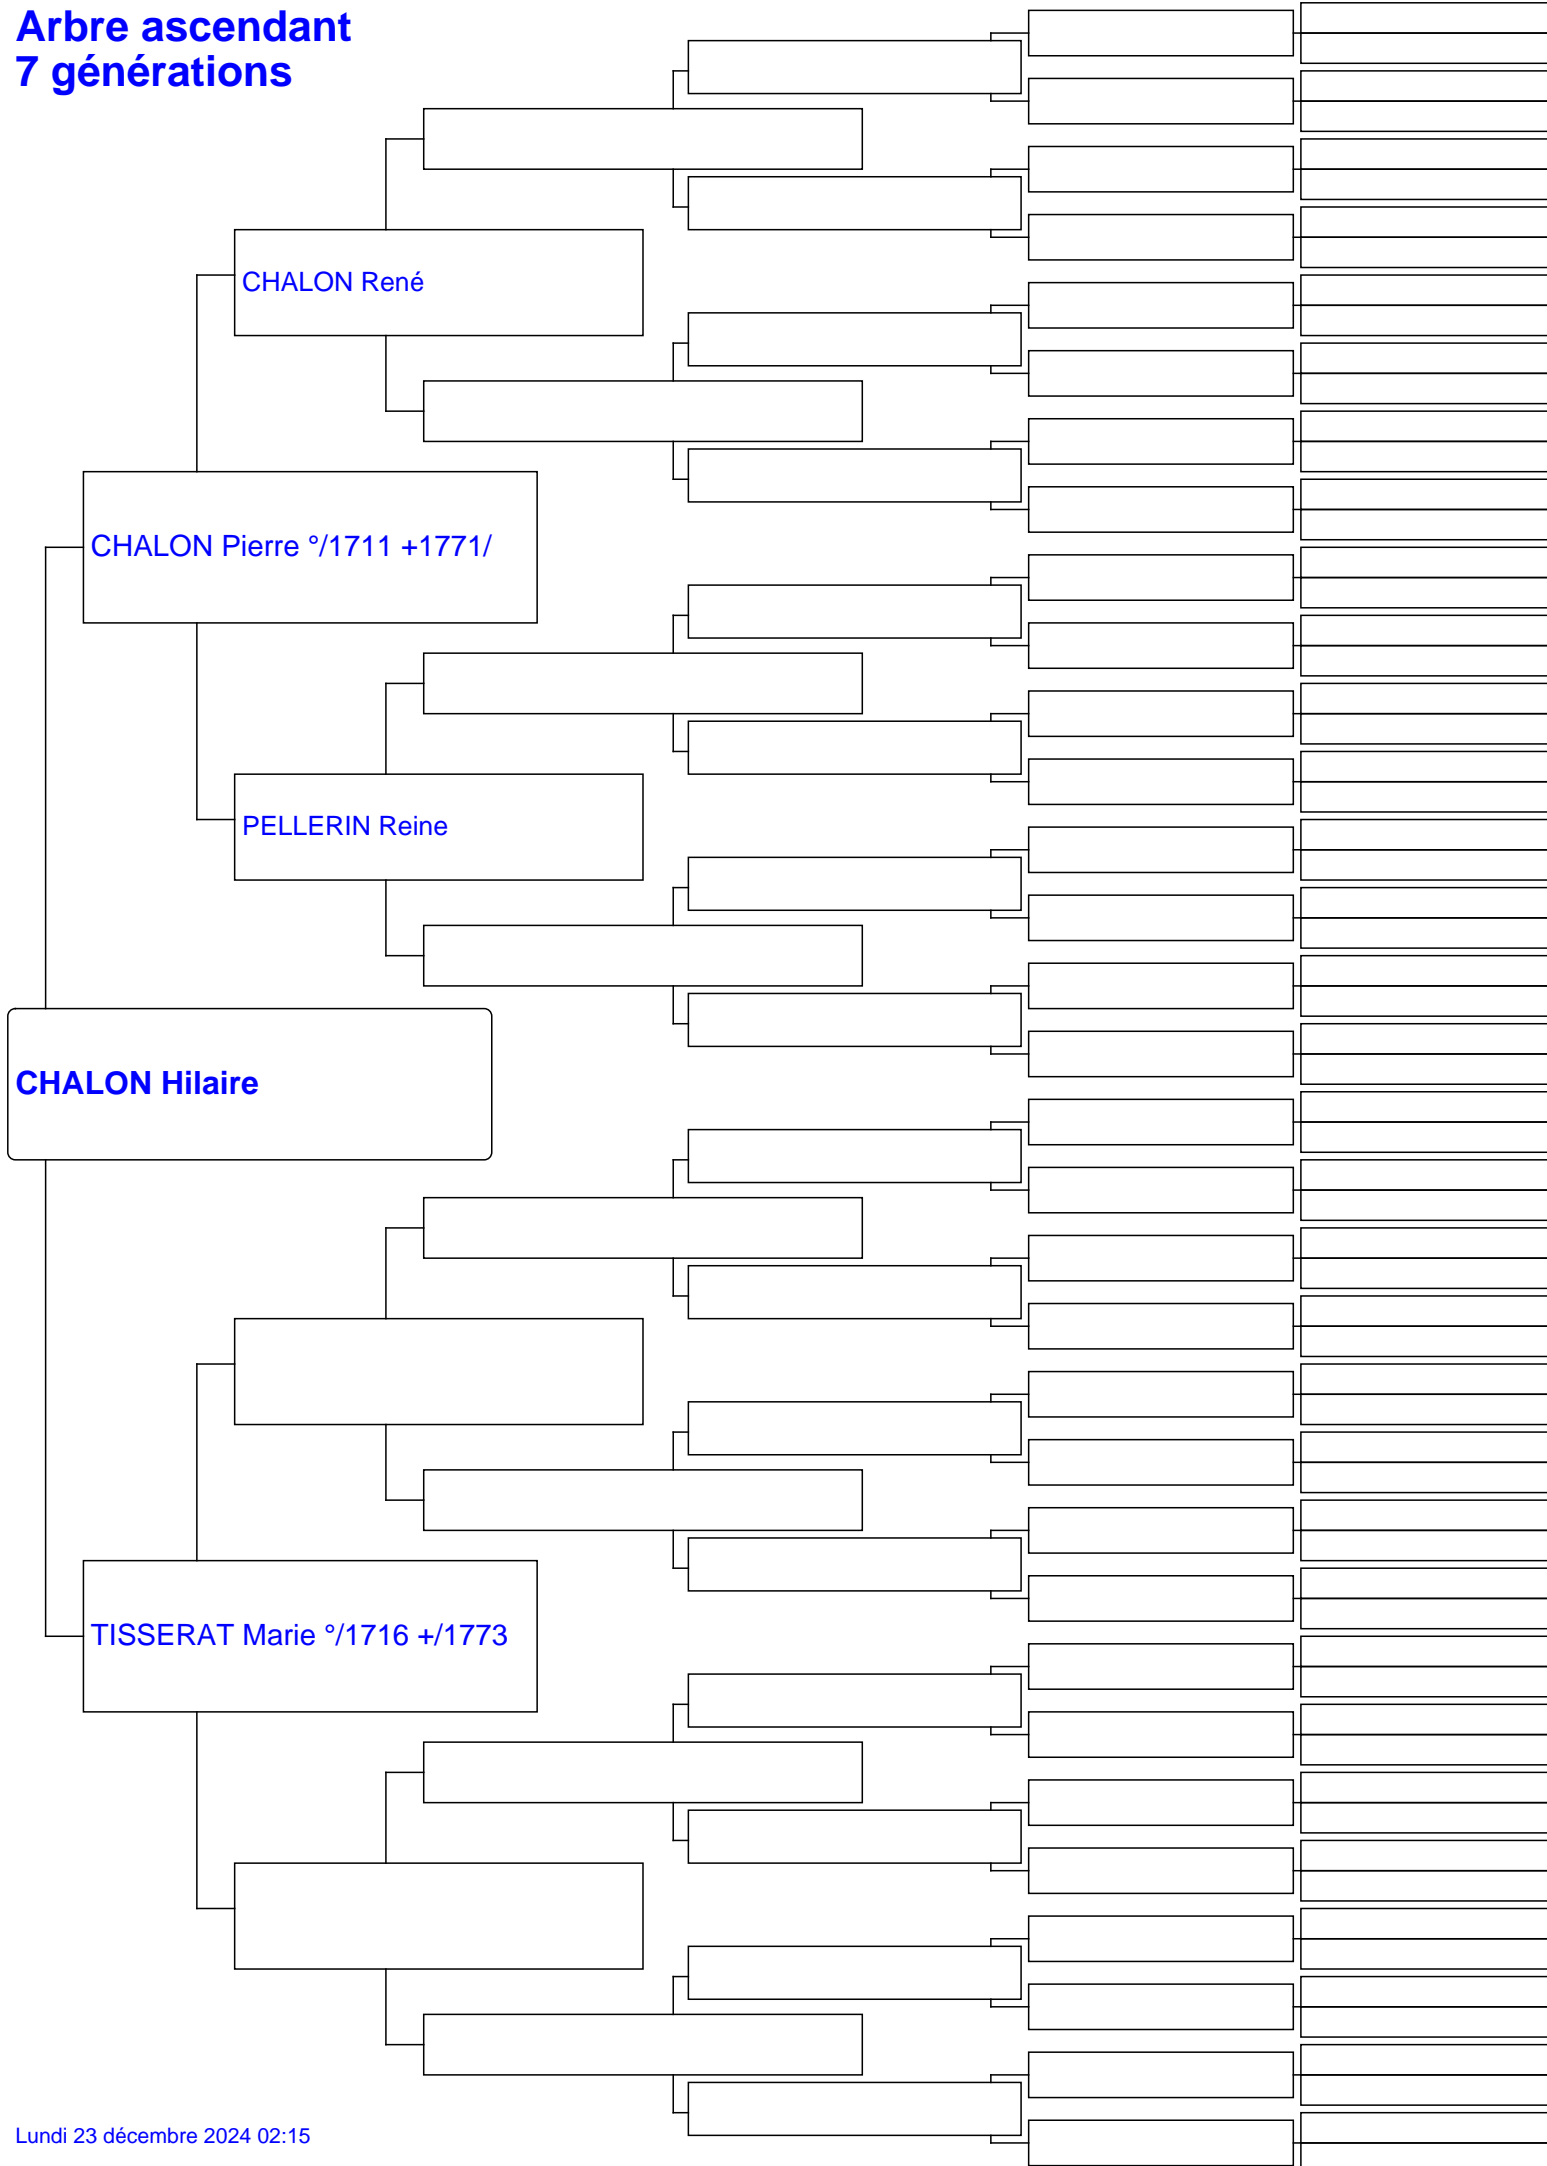 Arbre ascendant
7 générations
CHALON René
CHALON Pierre °/1711 +1771/
PELLERIN Reine
CHALON Hilaire
TISSERAT Marie °/1716 +/1773
Lundi 23 décembre 2024 02:15